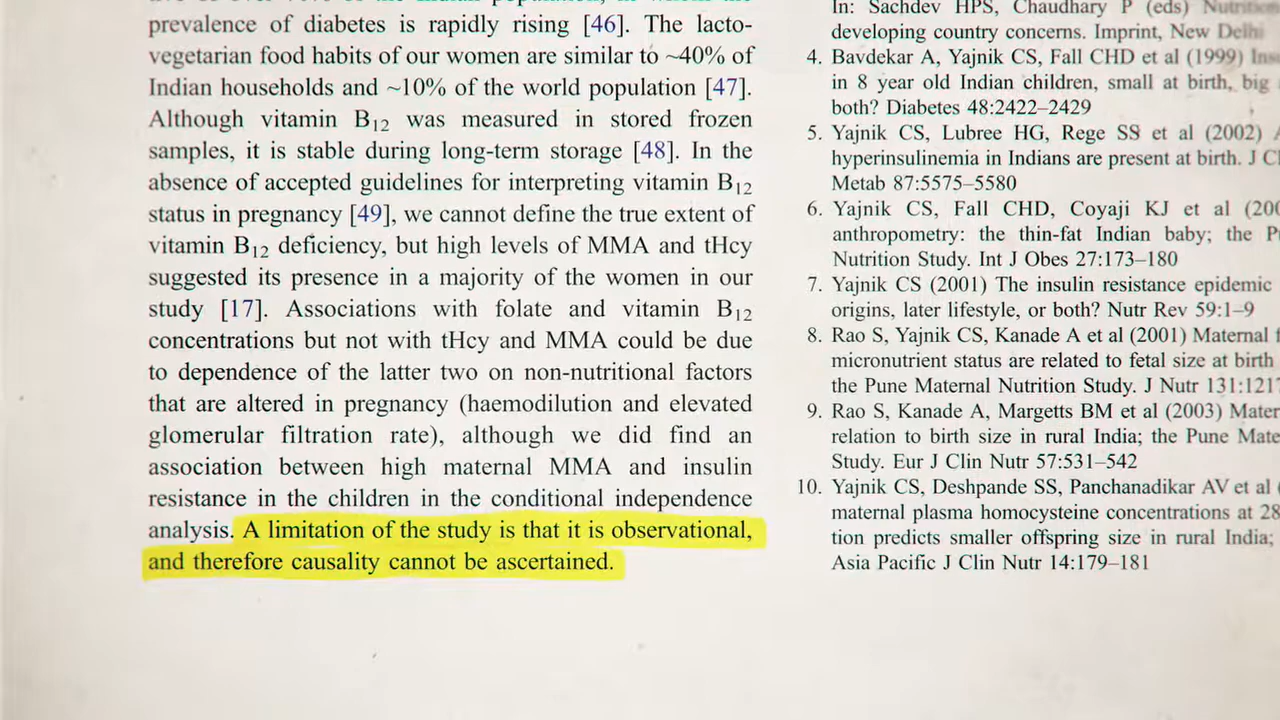 prevalence of diabetes is rapidly rising [46]. The lacto-
vegetarian food habits of our women are similar to ~40% of
Indian households and ~10% of the world population [47].
Although vitamin B12 was measured in stored frozen
samples, it is stable during long-term storage [48]. In the
absence of accepted guidelines for interpreting vitamin B12
status in pregnancy [49], we cannot define the true extent of
vitamin B12 deficiency, but high levels of MMA and tHcy
suggested its presence in a majority of the women in our
study [17]. Associations with folate and vitamin B12
concentrations but not with tHcy and MMA could be due
to dependence of the latter two on non-nutritional factors
that are altered in pregnancy (haemodilution and elevated
glomerular filtration rate), although we did find an
association between high maternal MMA and insulin
resistance in the children in the conditional independence
analysis. A limitation of the study is that it is observational,
and therefore causality cannot be ascertained.
In: Sachdev HPS, Chaudhary P (eds)
developing country concerns. Imprint, New Delhi
4. Bavdekar A, Yajnik CS, Fall CHD et al (1999)
in 8 year old Indian children, small at birth, big
both? Diabetes 48:2422–2429
5. Yajnik CS, Lubree HG, Rege SS et al (2002)
hyperinsulinemia in Indians are present at birth. J
Metab 87:5575–5580
6. Yajnik CS, Fall CHD, Coyaji KJ et al
anthropometry: the thin-fat Indian baby; the
Nutrition Study. Int J Obes 27:173–180
7. Yajnik CS (2001) The insulin resistance epidemic
origins, later lifestyle, or both? Nutr Rev 59:1–9
8. Rao S, Yajnik CS, Kanade A et al (2001) Maternal
micronutrient status are related to fetal size at birth
the Pune Maternal Nutrition Study. J Nutr 131:1217
9. Rao S, Kanade A, Margetts BM et al (2003)
relation to birth size in rural India; the Pune
Study. Eur J Clin Nutr 57:531–542
10. Yajnik CS, Deshpande SS, Panchanadikar AV et al
maternal plasma homocysteine concentrations at 28
tion predicts smaller offspring size in rural India;
Asia Pacific J Clin Nutr 14:179–181